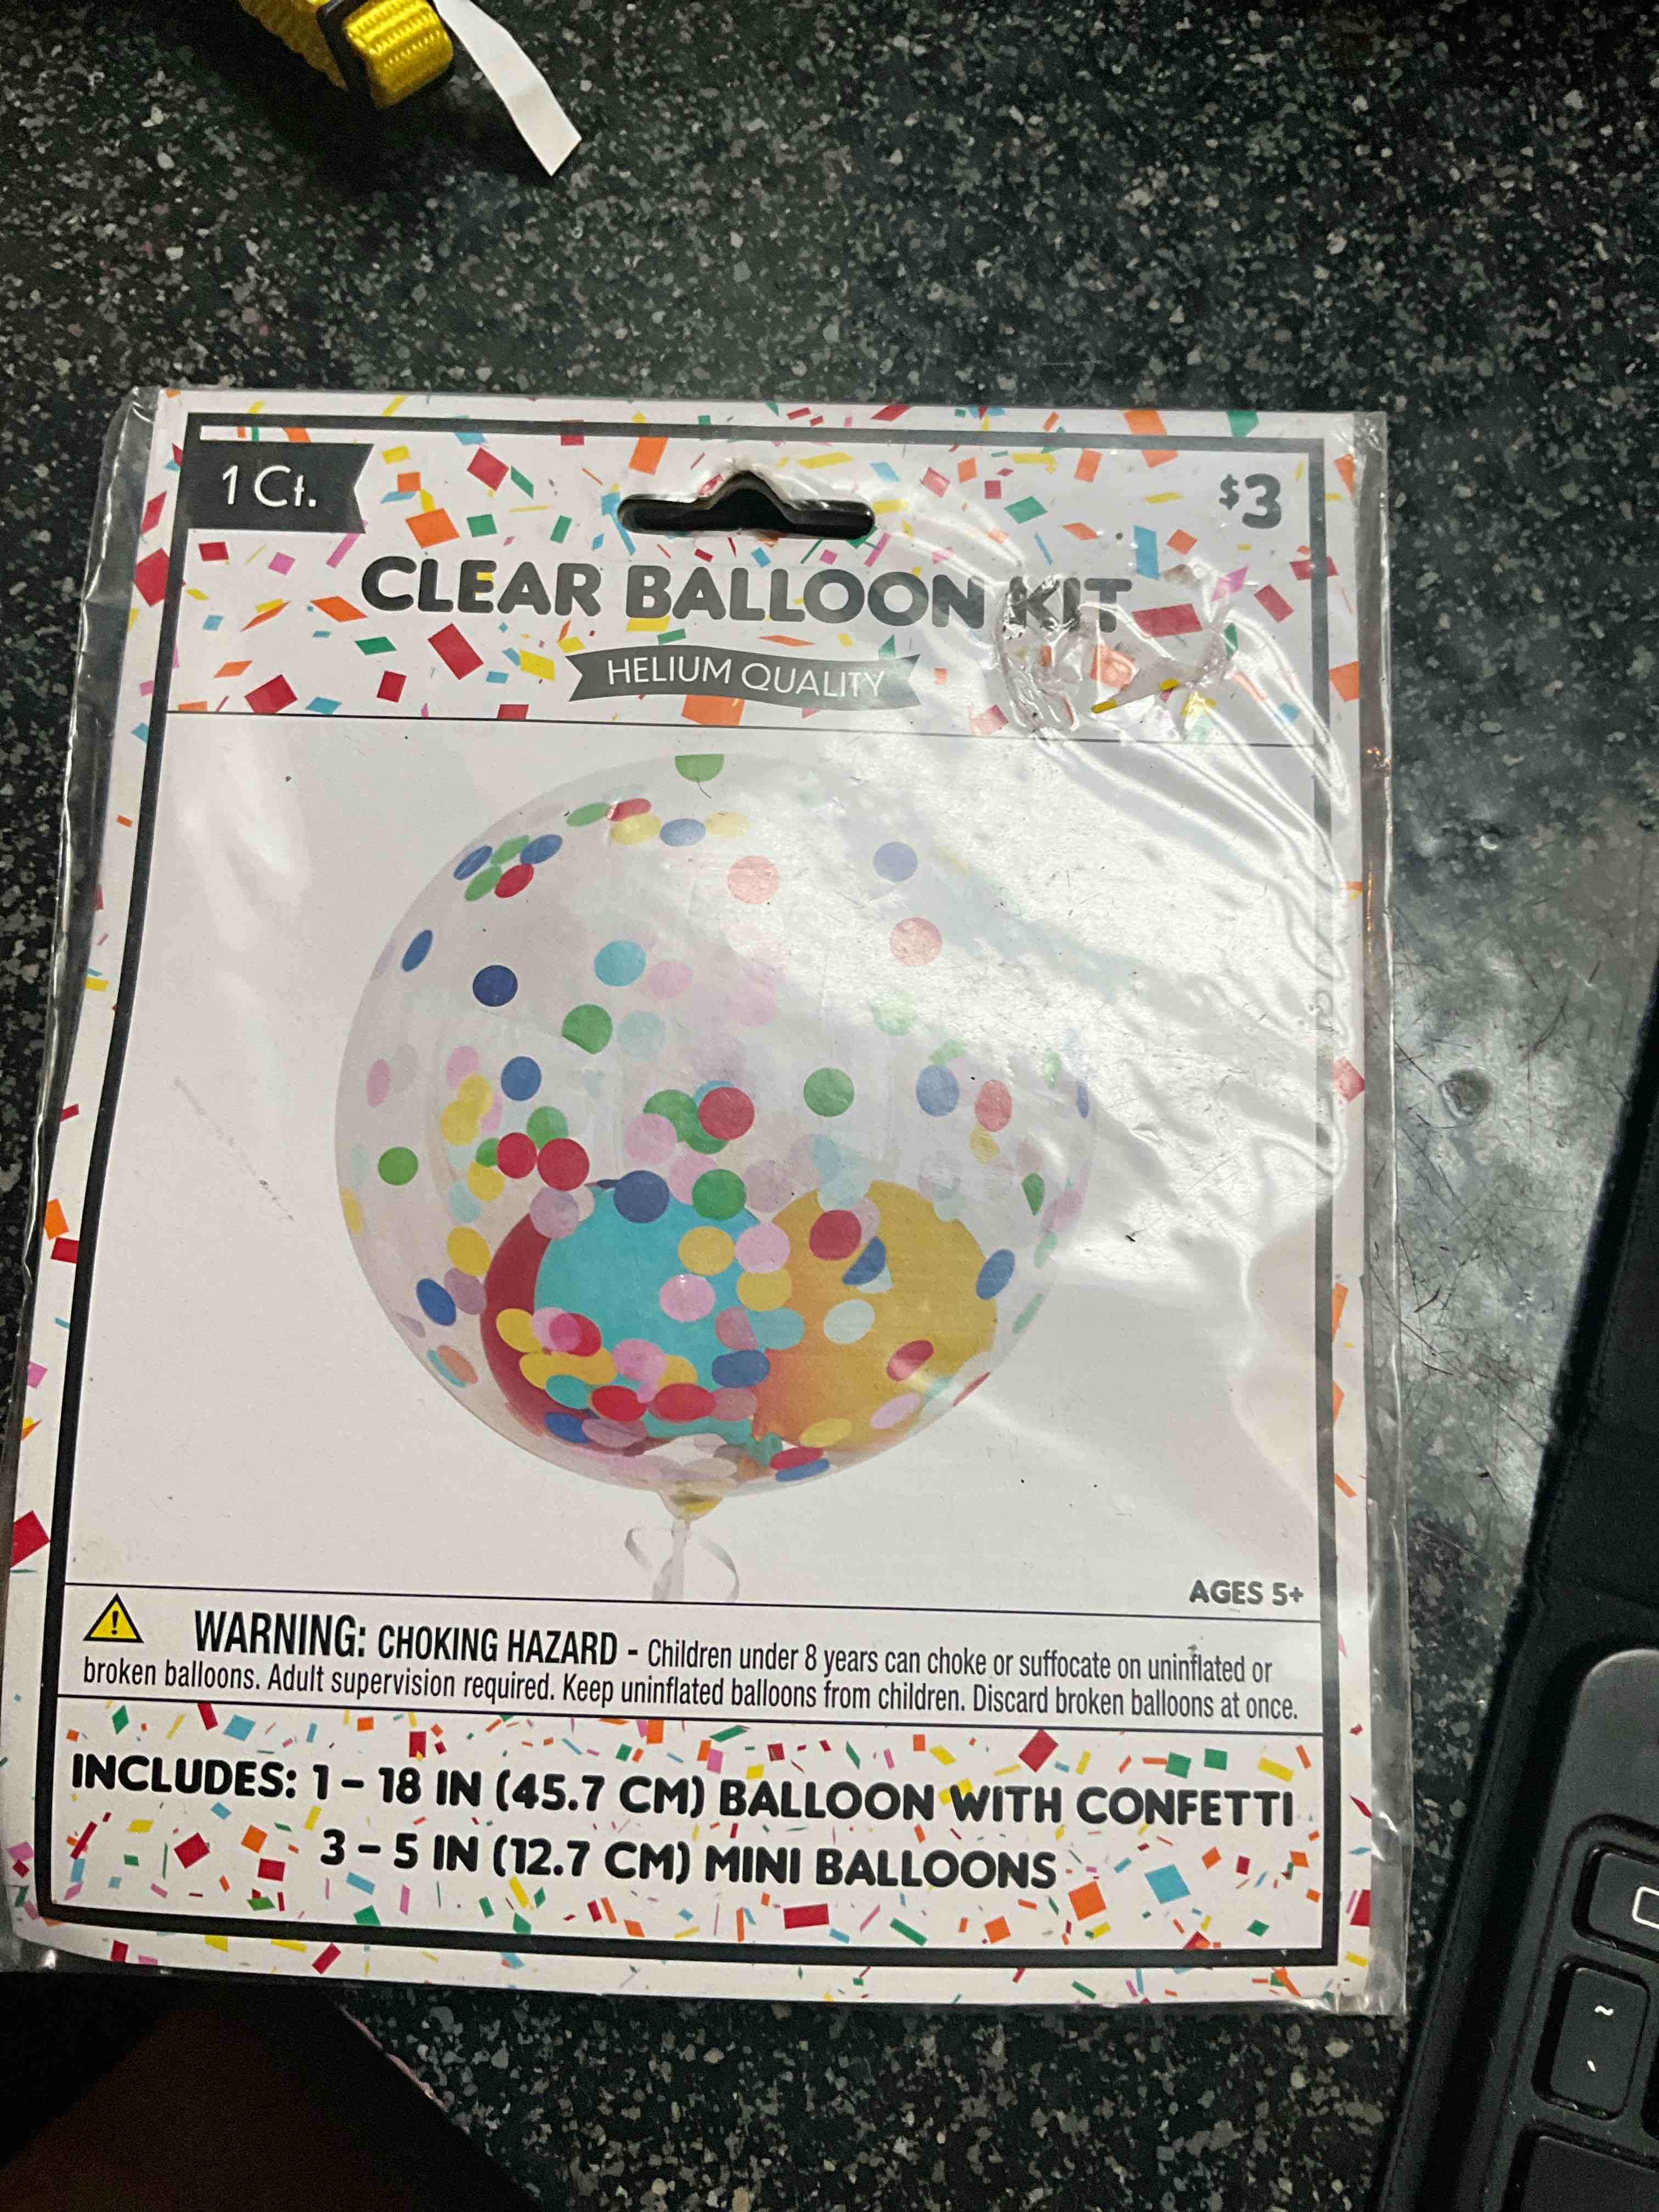 1 Ct.
$3
CLEAR BALLOON KIT
HELIUM QUALITY
AGES 5+
WARNING: CHOKING HAZARD - Children under 8 years can choke or suffocate on uninflated or
broken balloons. Adult supervision required. Keep uninflated balloons from children. Discard broken balloons at once.
INCLUDES: 1 – 18 IN (45.7 CM) BALLOON WITH CONFETTI
3 – 5 IN (12.7 CM) MINI BALLOONS
~